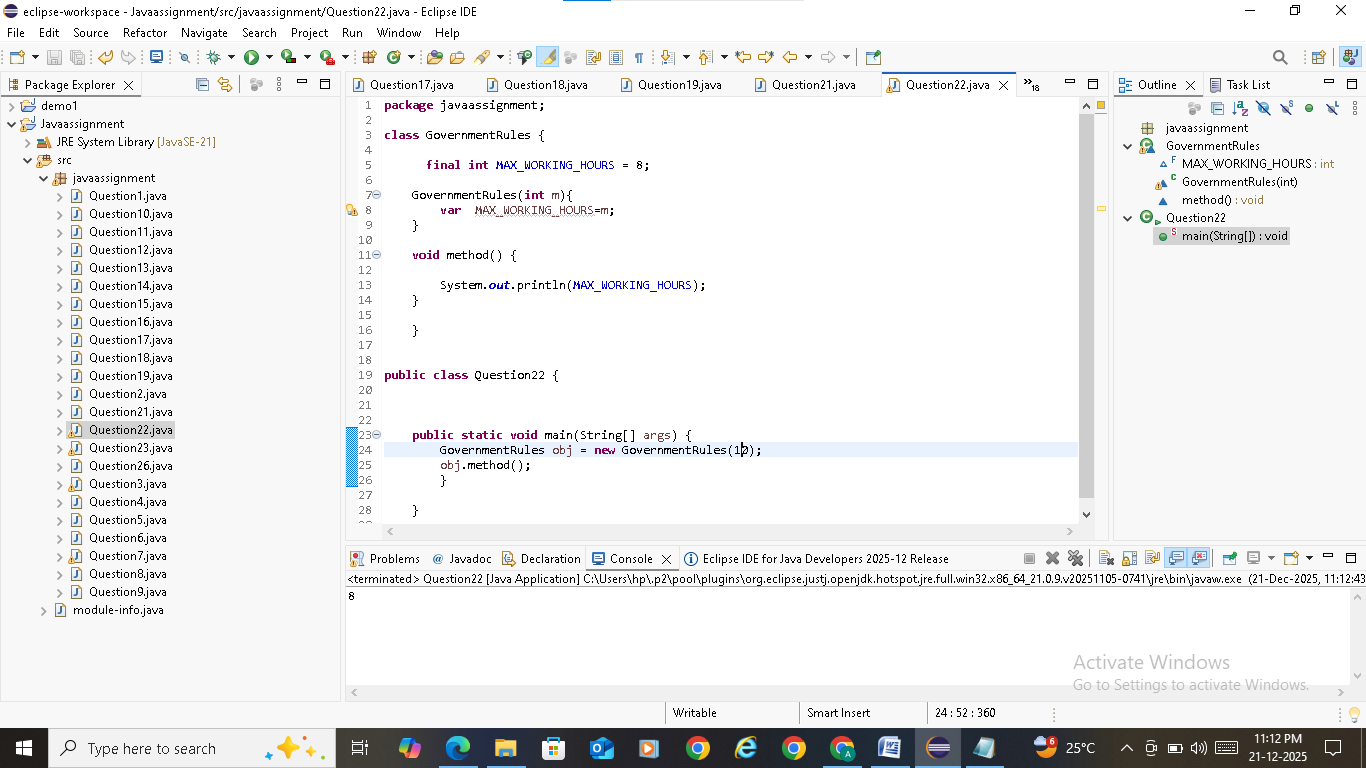 eclipse-workspace - Javaassignment/src/javaassignment/Question22.java - Eclipse IDE
File Edit Source Refactor Navigate Search Project Run Window Help
Package Explorer
demo1
Javaassignment
JRE System Library [JavaSE-21]
src
javaassignment
Question1.java
Question10.java
Question11.java
Question12.java
Question13.java
Question14.java
Question15.java
Question16.java
Question17.java
Question18.java
Question19.java
Question2.java
Question21.java
Question22.java
Question23.java
Question26.java
Question3.java
Question4.java
Question5.java
Question6.java
Question7.java
Question8.java
Question9.java
module-info.java
Question17.java Question18.java Question19.java Question21.java Question22.java 18
1 package javaassignment;
2
3 class GovernmentRules {
4
5 final int MAX_WORKING_HOURS = 8;
6
7 GovernmentRules(int m){
8 var MAX_WORKING_HOURS=m;
9 }
10
11 void method() {
12
13 System.out.println(MAX_WORKING_HOURS);
14 }
15
16 }
17
18
19 public class Question22 {
20
21
22
23 public static void main(String[] args) {
24 GovernmentRules obj = new GovernmentRules(10);
25 obj.method();
26 }
27
28 }
Outline Task List
javaassignment
GovernmentRules
MAX_WORKING_HOURS : int
GovernmentRules(int)
method() : void
Question22
main(String[]) : void
Problems Javadoc Declaration Console Eclipse IDE for Java Developers 2025-12 Release
<terminated> Question22 [Java Application] C:\Users\hp\.p2\pool\plugins\org.eclipse.justj.openjdk.hotspot.jre.full.win32.x86_64_21.0.9.v20251105-0741\jre\bin\javaw.exe (21-Dec-2025, 11:12:43
8
Activate Windows
Go to Settings to activate Windows.
Writable Smart Insert 24 : 52 : 360
Type here to search
6
25°C
11:12 PM
21-12-2025